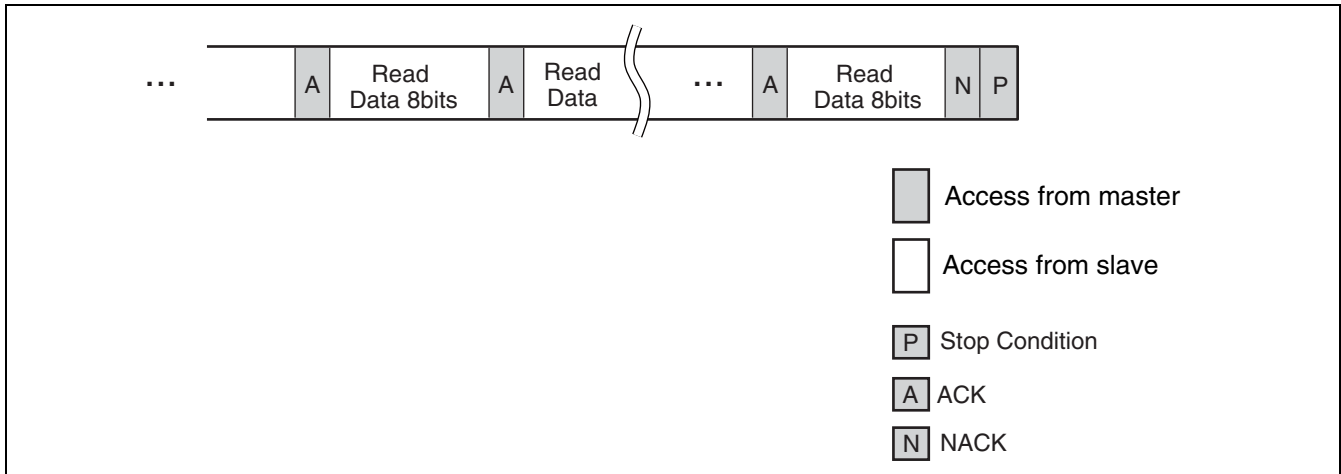 ... A Read Data 8bits A Read Data ... A Read Data 8bits N P
Access from master
Access from slave
P Stop Condition
A ACK
N NACK